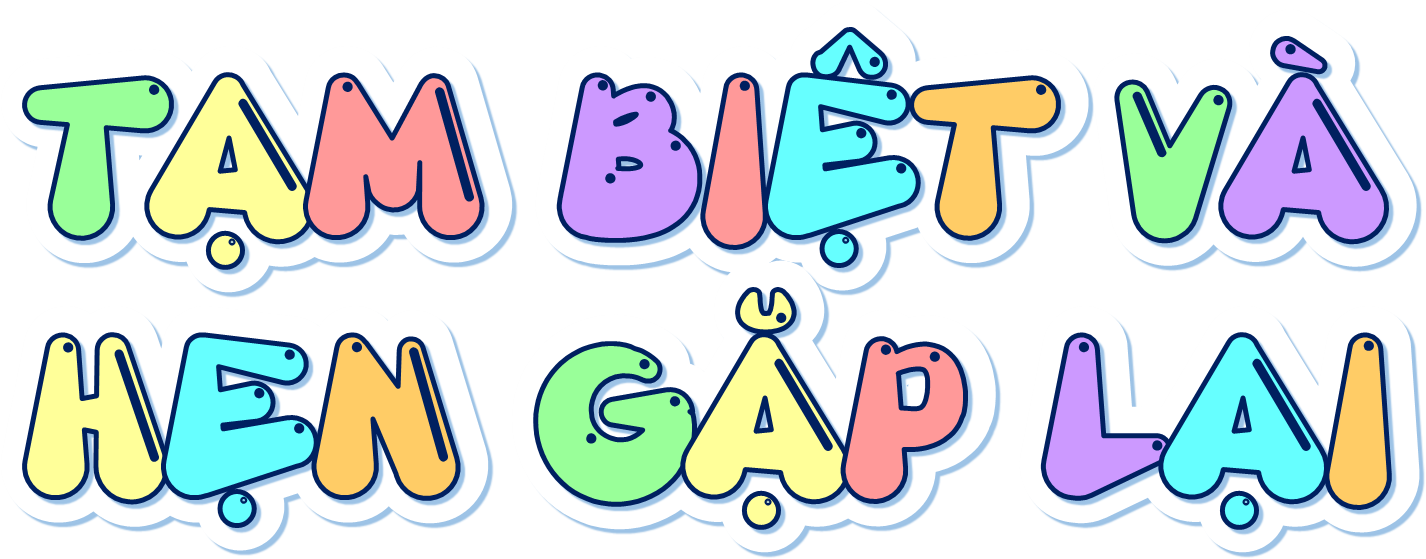 TẠM BIỆT VÀ
HẸN GẶP LẠI